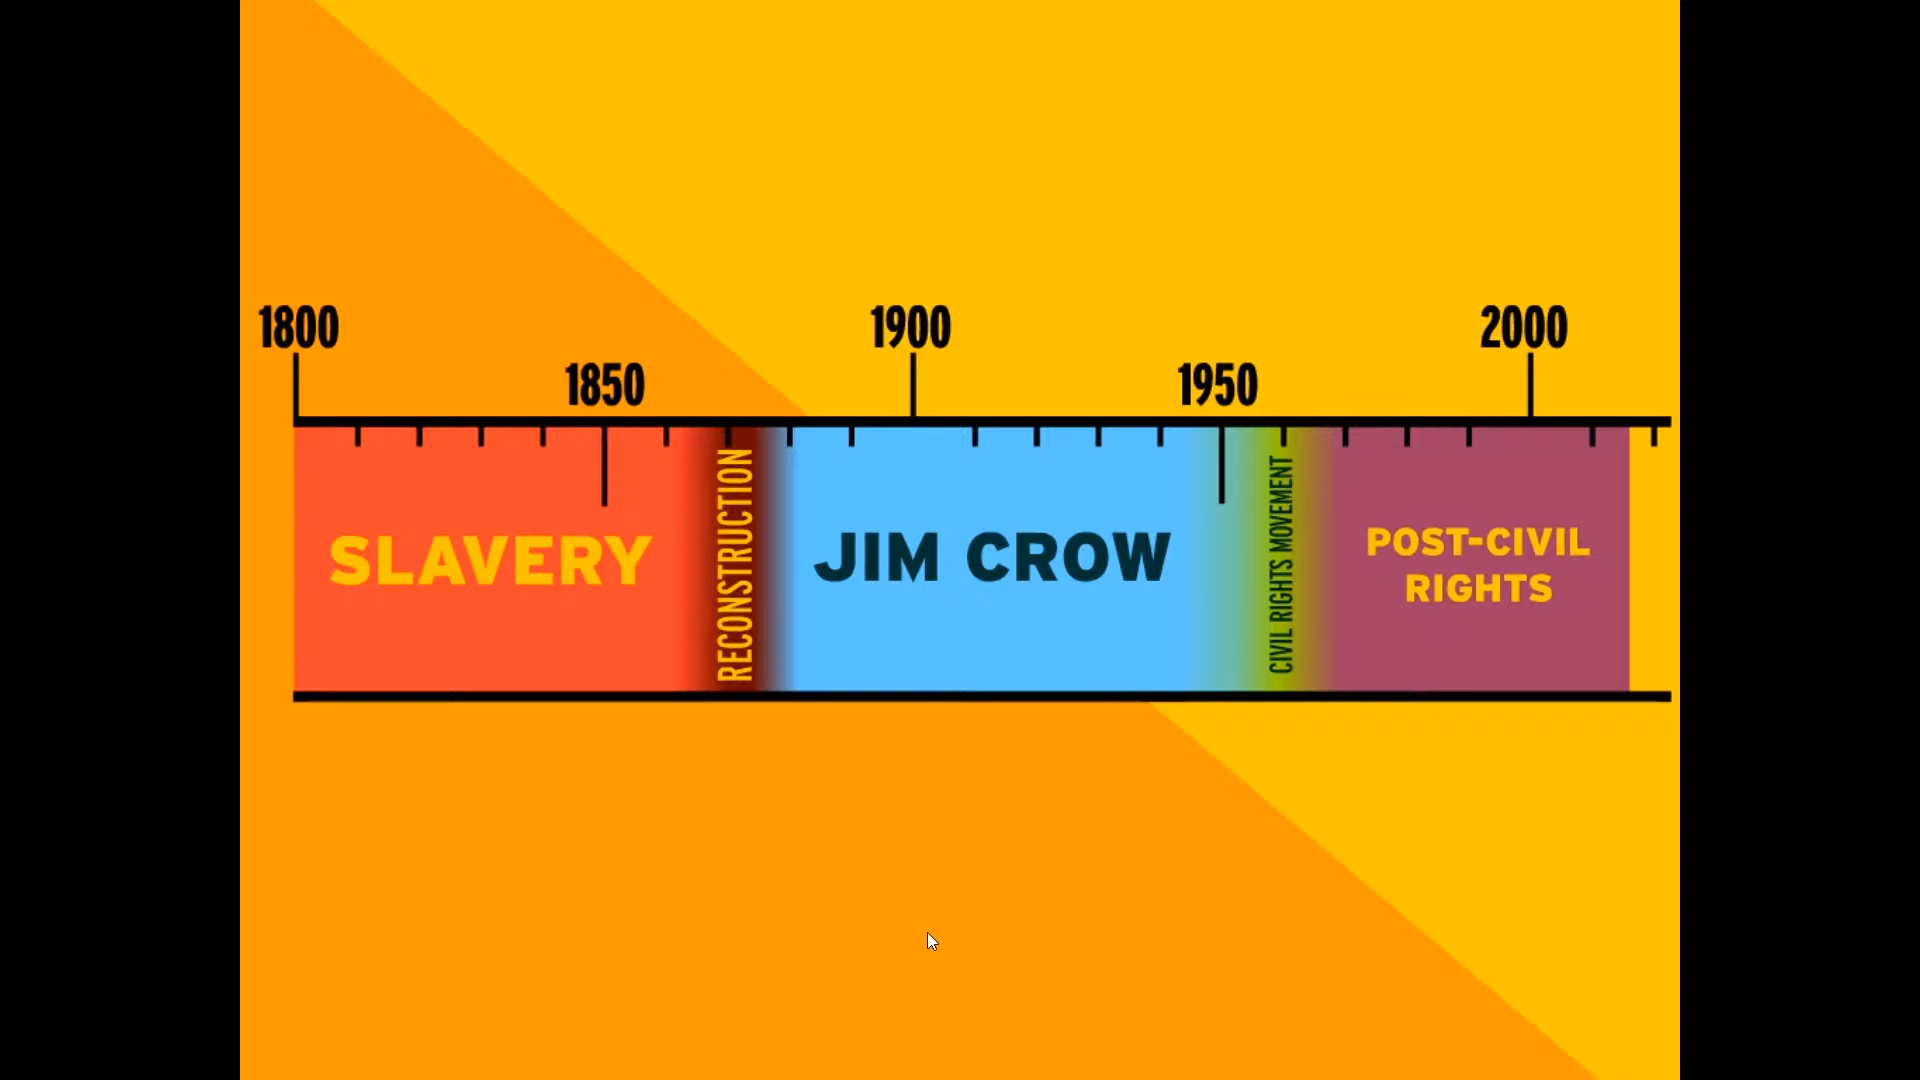 1800
1900
2000
1850
1950
SLAVERY
RECONSTRUCTION
JIM CROW
CIVIL RIGHTS MOVEMENT
POST-CIVIL
RIGHTS